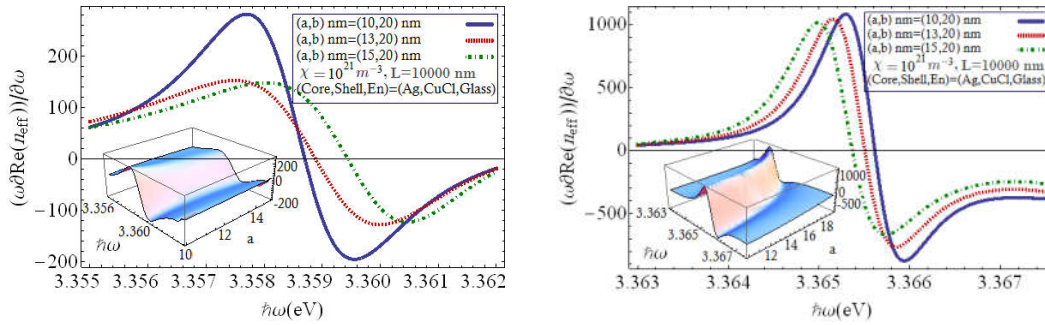 (ω∂Re(n_eff))/∂ω
200
100
0
−100
−200
(a,b) nm=(10,20) nm
(a,b) nm=(13,20) nm
(a,b) nm=(15,20) nm
χ=10^21 m^-3, L=10000 nm
(Core,Shell,En)=(Ag,CuCl,Glass)
200
0
-200
3.356
3.360
ħω
10
12
14
a
3.355
3.356
3.357
3.358
3.359
3.360
3.361
3.362
ħω(eV)
(ω∂Re(n_eff))/∂ω
1000
500
0
−500
(a,b) nm=(10,20) nm
(a,b) nm=(13,20) nm
(a,b) nm=(15,20) nm
χ=10^21 m^-3, L=10000 nm
(Core,Shell,En)=(Ag,CuCl,Glass)
1000
0
-500
3.363
3.365
3.367
ħω
12
14
16
18
a
3.363
3.364
3.365
3.366
3.367
ħω(eV)